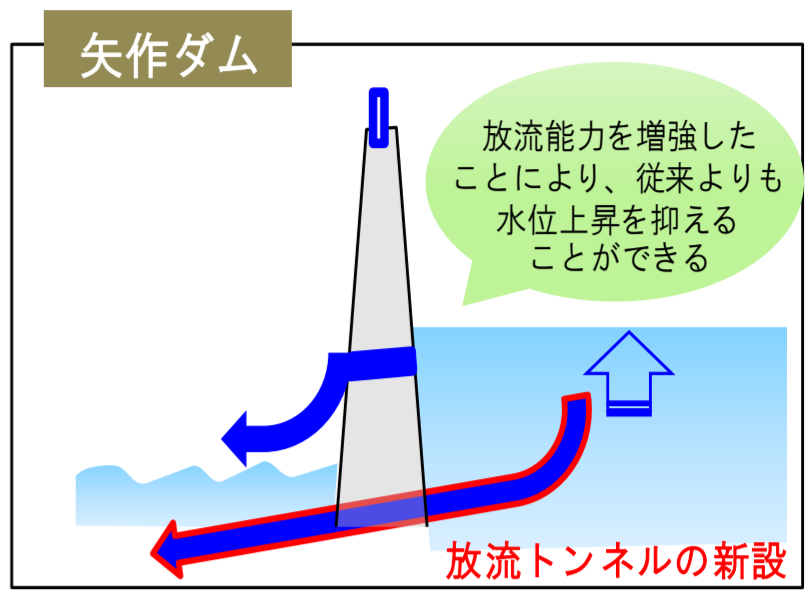 矢作ダム
放流能力を増強した
ことにより、従来よりも
水位上昇を抑える
ことができる
放流トンネルの新設